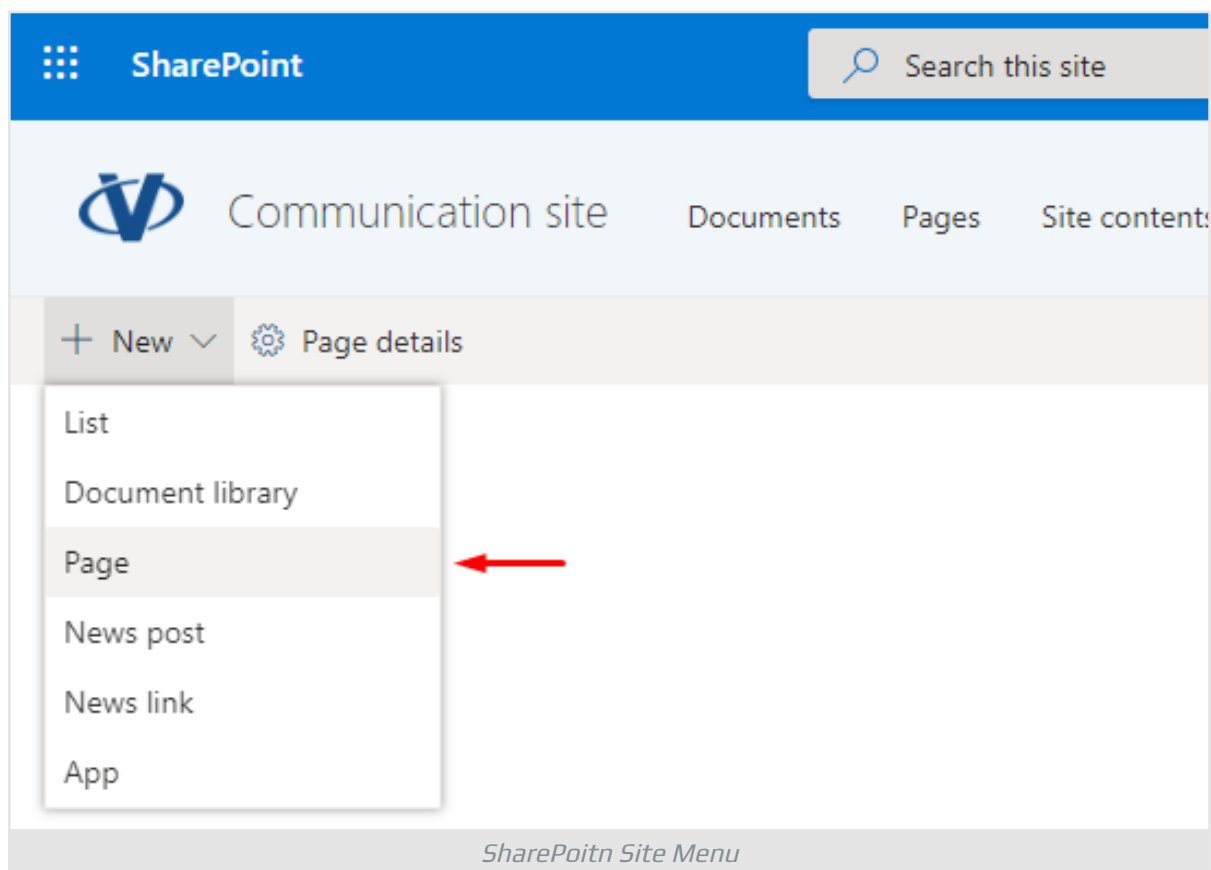 SharePoint
Search this site
Communication site
Documents Pages Site contents
New Page details
List
Document library
Page
News post
News link
App
SharePoitn Site Menu